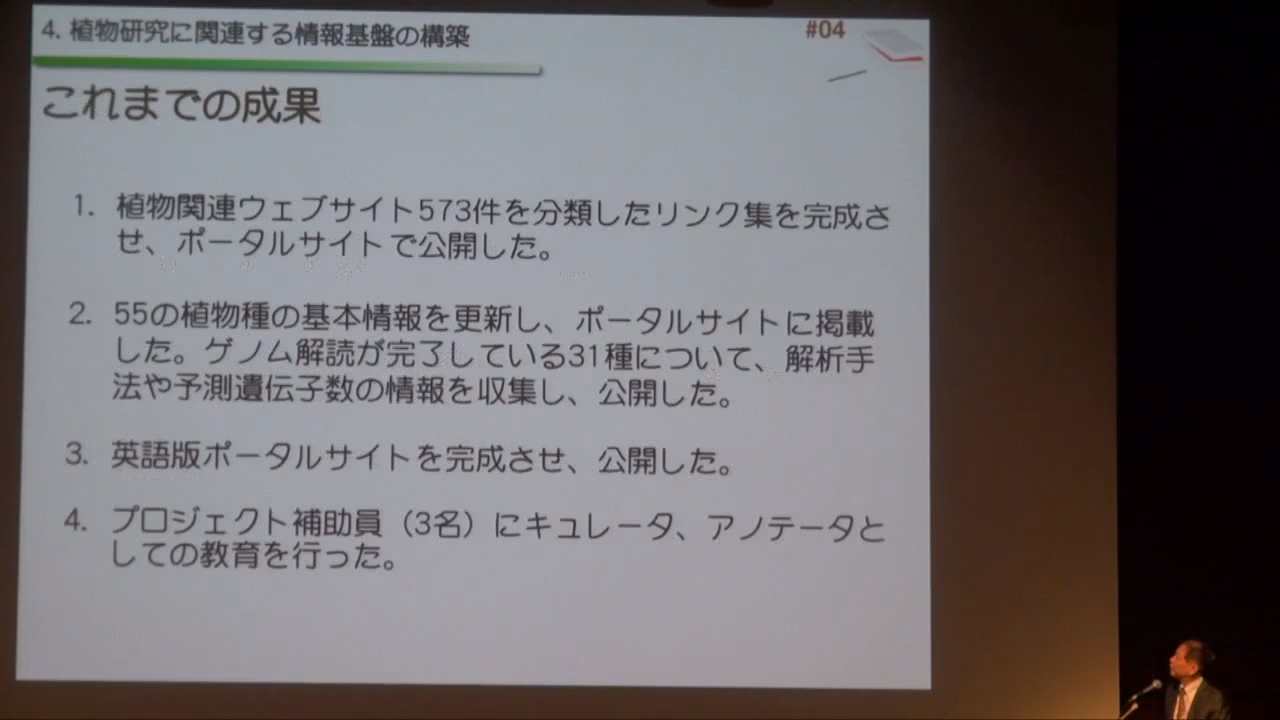 4. 植物研究に関連する情報基盤の構築
#04
これまでの成果
1. 植物関連ウェブサイト573件を分類したリンク集を完成さ
せ、ポータルサイトで公開した。
2. 55の植物種の基本情報を更新し、ポータルサイトに掲載
した。ゲノム解読が完了している31種について、解析手
法や予測遺伝子数の情報を収集し、公開した。
3. 英語版ポータルサイトを完成させ、公開した。
4. プロジェクト補助員（3名）にキュレータ、アノテータと
しての教育を行った。